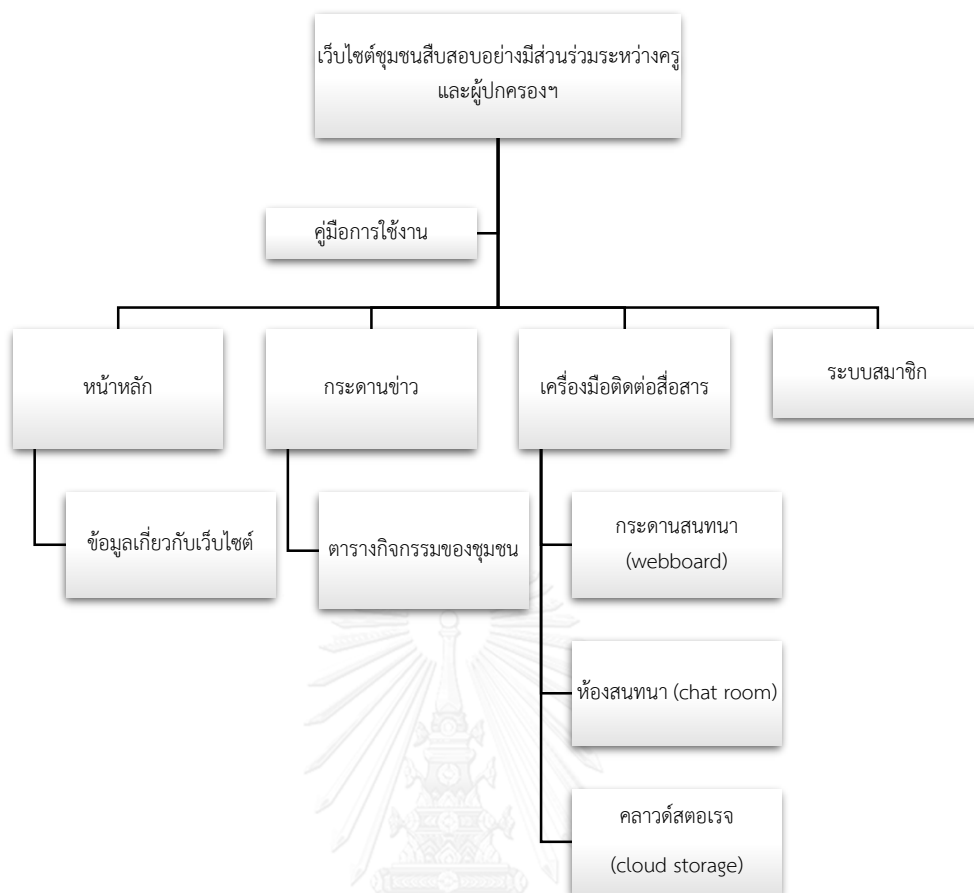 เว็บไซต์ชุมชนสืบสอบอย่างมีส่วนร่วมระหว่างครู
และผู้ปกครองฯ
คู่มือการใช้งาน
หน้าหลัก
กระดานข่าว
เครื่องมือติดต่อสื่อสาร
ระบบสมาชิก
ข้อมูลเกี่ยวกับเว็บไซต์
ตารางกิจกรรมของชุมชน
กระดานสนทนา
(webboard)
ห้องสนทนา (chat room)
คลาวด์สตอเรจ
(cloud storage)